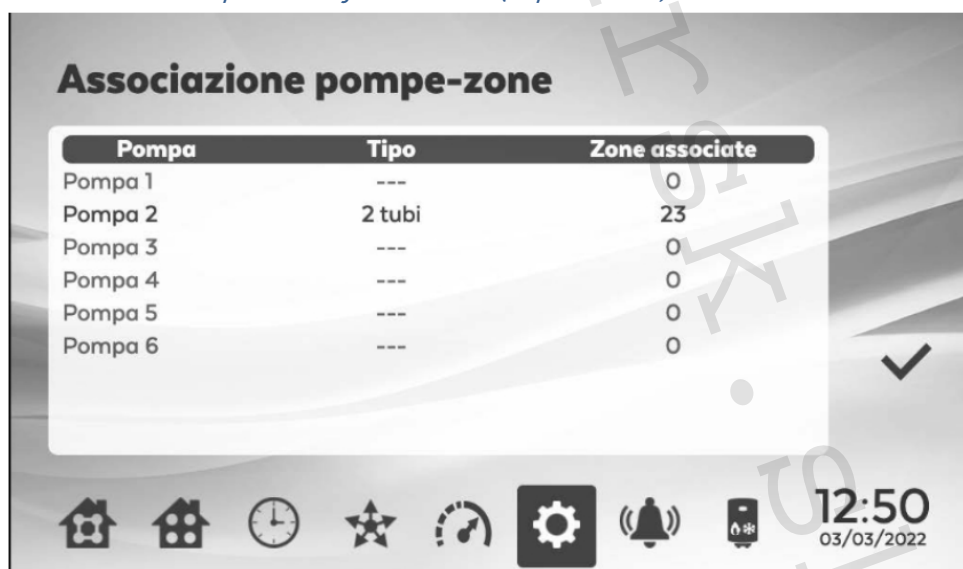 Associazione pompe-zone
Pompa Tipo Zone associate
Pompa 1 --- 0
Pompa 2 2 tubi 23
Pompa 3 --- 0
Pompa 4 --- 0
Pompa 5 --- 0
Pompa 6 --- 0
12:50
03/03/2022